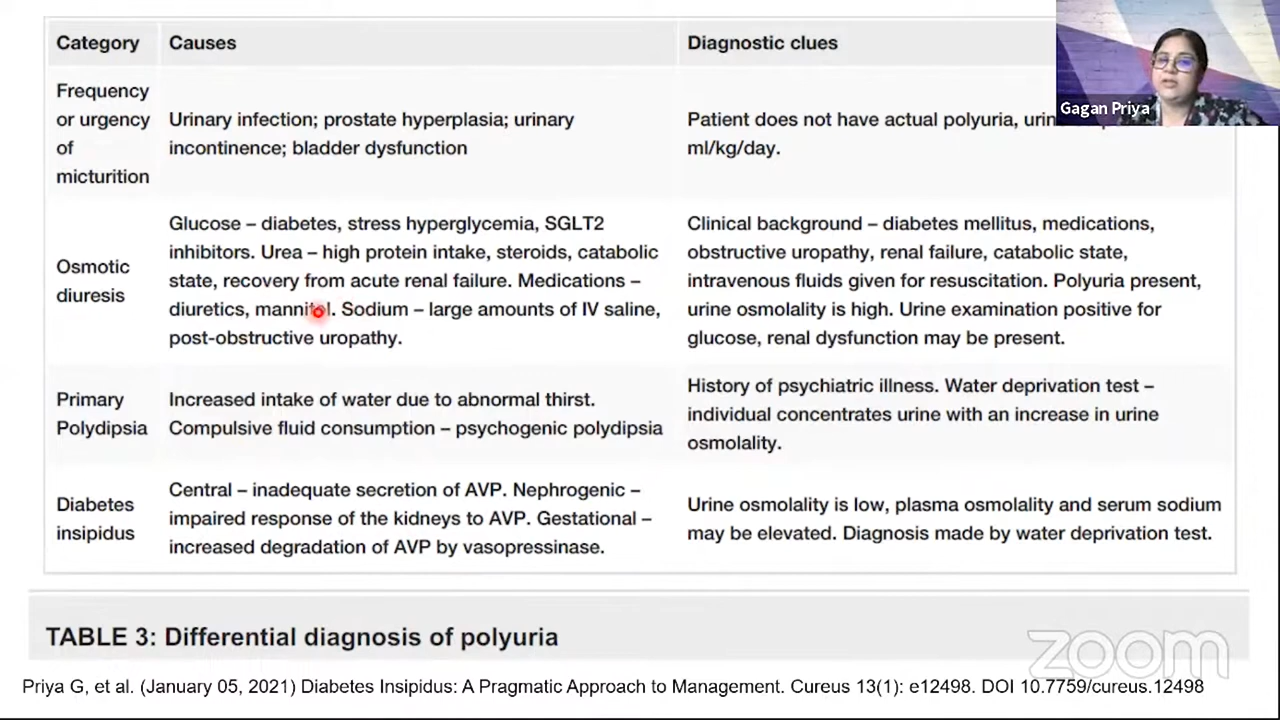 Category Causes Diagnostic clues
Gagan Priya
Frequency
or urgency
of
micturition
Urinary infection; prostate hyperplasia; urinary
incontinence; bladder dysfunction
Patient does not have actual polyuria,
ml/kg/day.
Osmotic
diuresis
Glucose – diabetes, stress hyperglycemia, SGLT2
inhibitors. Urea – high protein intake, steroids, catabolic
state, recovery from acute renal failure. Medications –
diuretics, mannitol. Sodium – large amounts of IV saline,
post-obstructive uropathy.
Clinical background – diabetes mellitus, medications,
obstructive uropathy, renal failure, catabolic state,
intravenous fluids given for resuscitation. Polyuria present,
urine osmolality is high. Urine examination positive for
glucose, renal dysfunction may be present.
Primary
Polydipsia
Increased intake of water due to abnormal thirst.
Compulsive fluid consumption – psychogenic polydipsia
History of psychiatric illness. Water deprivation test –
individual concentrates urine with an increase in urine
osmolality.
Diabetes
insipidus
Central – inadequate secretion of AVP. Nephrogenic –
impaired response of the kidneys to AVP. Gestational –
increased degradation of AVP by vasopressinase.
Urine osmolality is low, plasma osmolality and serum sodium
may be elevated. Diagnosis made by water deprivation test.
TABLE 3: Differential diagnosis of polyuria
zoom
Priya G, et al. (January 05, 2021) Diabetes Insipidus: A Pragmatic Approach to Management. Cureus 13(1): e12498. DOI 10.7759/cureus.12498